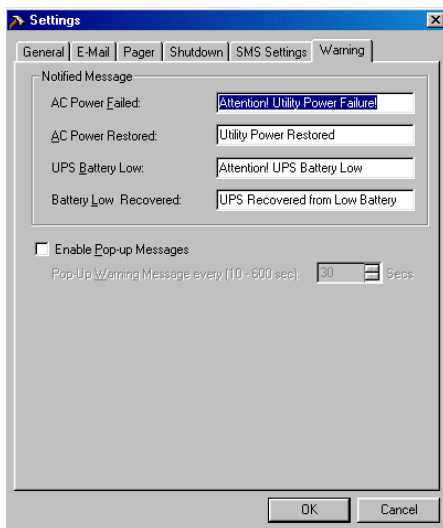 Settings
General E-Mail Pager Shutdown SMS Settings Warning
Notified Message
AC Power Failed: Attention! Utility Power Failure!
AC Power Restored: Utility Power Restored
UPS Battery Low: Attention! UPS Battery Low
Battery Low Recovered: UPS Recovered from Low Battery
Enable Pop-up Messages
Pop-Up Warning Message every (10 - 600 sec): 30 Secs
OK Cancel